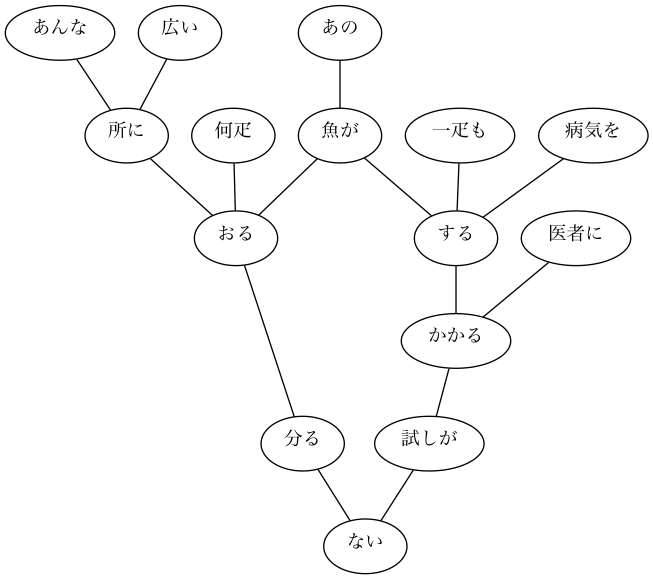 あんな 広い あの
所に 何疋 魚が 一疋も 病気を
おる する 医者に
かかる
分る 試しが
ない